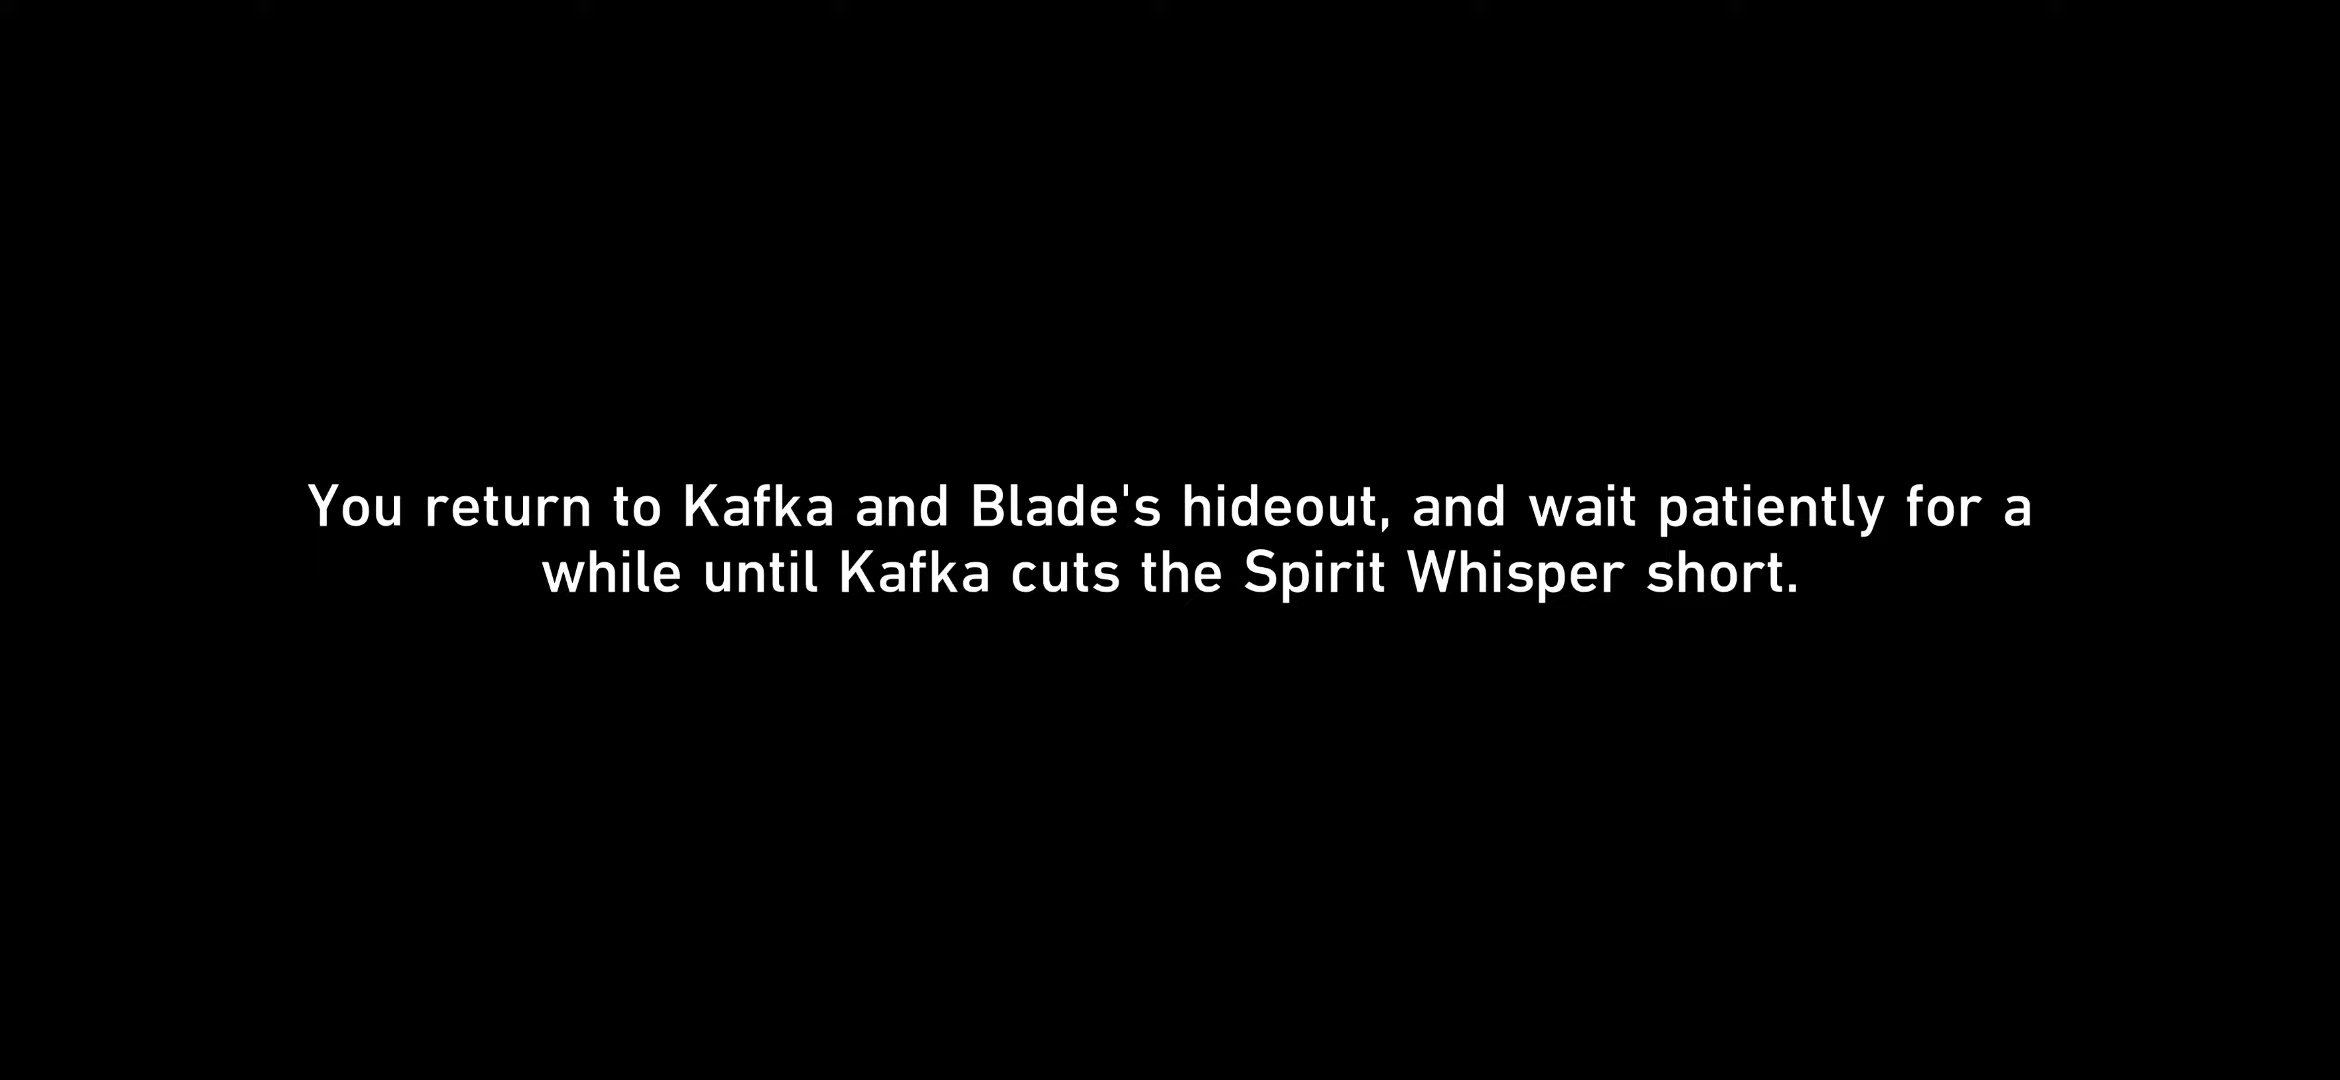 You return to Kafka and Blade's hideout, and wait patiently for a
while until Kafka cuts the Spirit Whisper short.